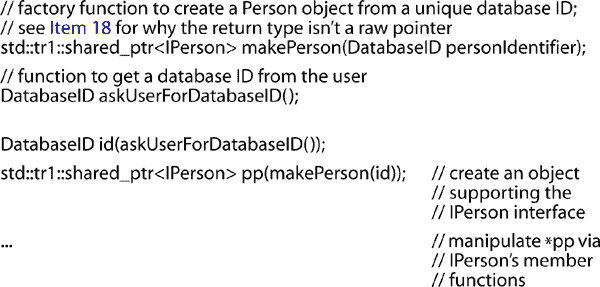 // factory function to create a Person object from a unique database ID;
// see Item 18 for why the return type isn't a raw pointer
std::tr1::shared_ptr<IPerson> makePerson(DatabaseID personIdentifier);
// function to get a database ID from the user
DatabaseID askUserForDatabaseID();
DatabaseID id(askUserForDatabaseID());
std::tr1::shared_ptr<IPerson> pp(makePerson(id)); // create an object
// supporting the
// IPerson interface
... // manipulate *pp via
// IPerson's member
// functions